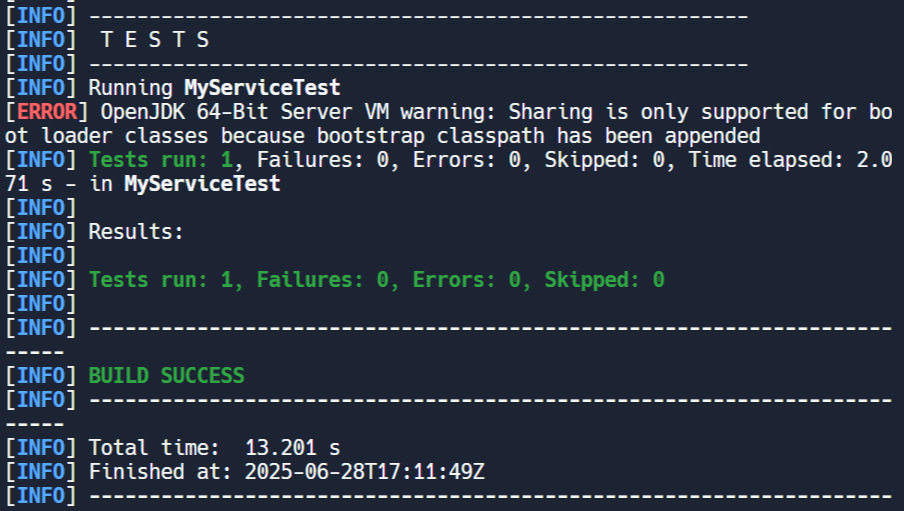 [INFO] -------------------------------------------------------
[INFO]  T E S T S
[INFO] -------------------------------------------------------
[INFO] Running MyServiceTest
[ERROR] OpenJDK 64-Bit Server VM warning: Sharing is only supported for bo
ot loader classes because bootstrap classpath has been appended
[INFO] Tests run: 1, Failures: 0, Errors: 0, Skipped: 0, Time elapsed: 2.0
71 s - in MyServiceTest
[INFO]
[INFO] Results:
[INFO]
[INFO] Tests run: 1, Failures: 0, Errors: 0, Skipped: 0
[INFO]
[INFO] -------------------------------------------------------------------
-----
[INFO] BUILD SUCCESS
[INFO] -------------------------------------------------------------------
-----
[INFO] Total time:  13.201 s
[INFO] Finished at: 2025-06-28T17:11:49Z
[INFO] -------------------------------------------------------------------